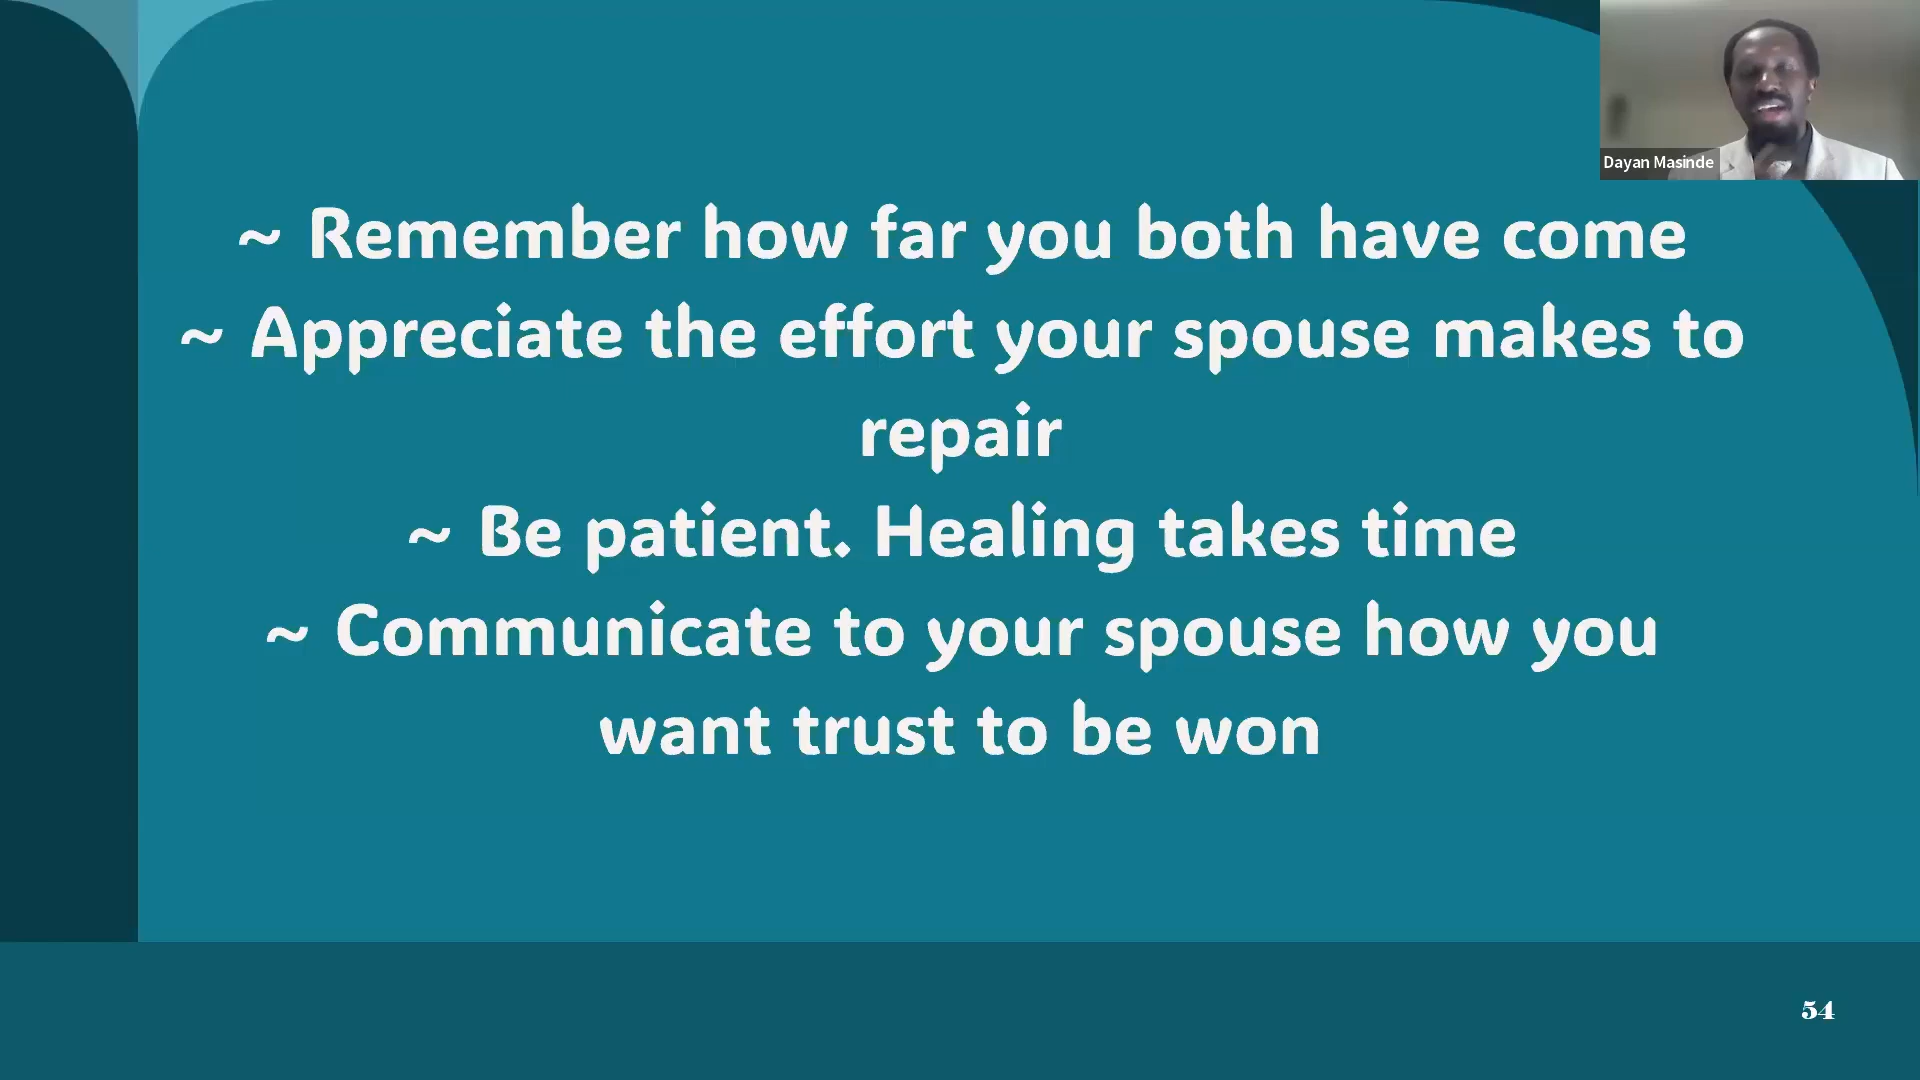 Dayan Masinde
~ Remember how far you both have come
~ Appreciate the effort your spouse makes to
repair
~ Be patient. Healing takes time
~ Communicate to your spouse how you
want trust to be won
54